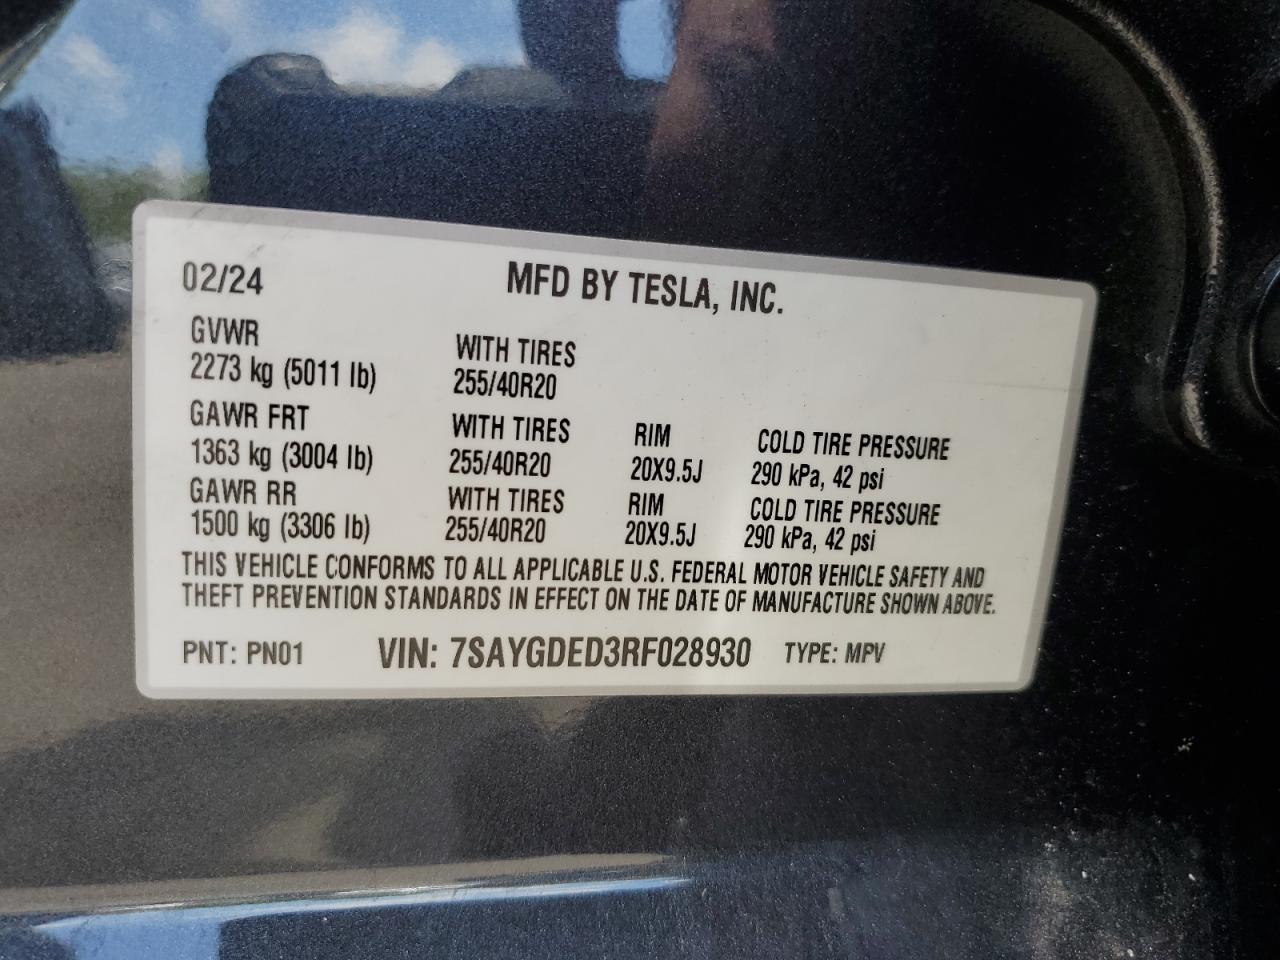 02/24 MFD BY TESLA, INC.
GVWR WITH TIRES
2273 kg (5011 lb) 255/40R20
GAWR FRT WITH TIRES RIM COLD TIRE PRESSURE
1363 kg (3004 lb) 255/40R20 20X9.5J 290 kPa, 42 psi
GAWR RR WITH TIRES RIM COLD TIRE PRESSURE
1500 kg (3306 lb) 255/40R20 20X9.5J 290 kPa, 42 psi
THIS VEHICLE CONFORMS TO ALL APPLICABLE U.S. FEDERAL MOTOR VEHICLE SAFETY AND
THEFT PREVENTION STANDARDS IN EFFECT ON THE DATE OF MANUFACTURE SHOWN ABOVE.
PNT: PN01 VIN: 7SAYGDED3RF028930 TYPE: MPV